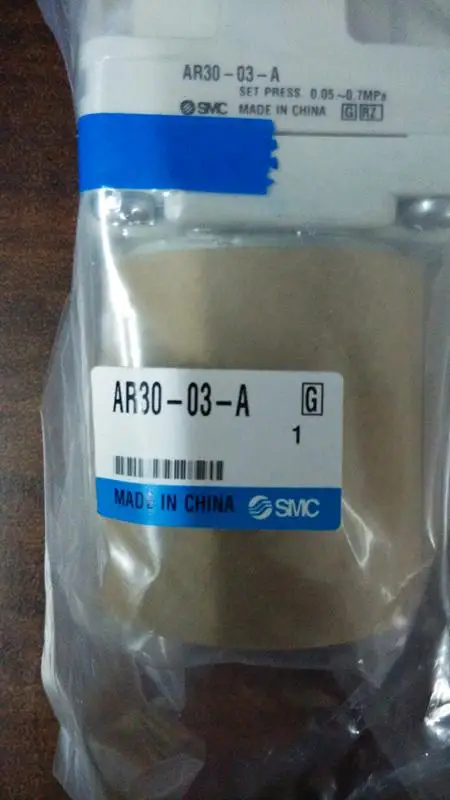 AR30-03-A
SET PRESS. 0.05~0.7MPa
SMC MADE IN CHINA G RZ
AR30-03-A G
1
MADE IN CHINA SMC